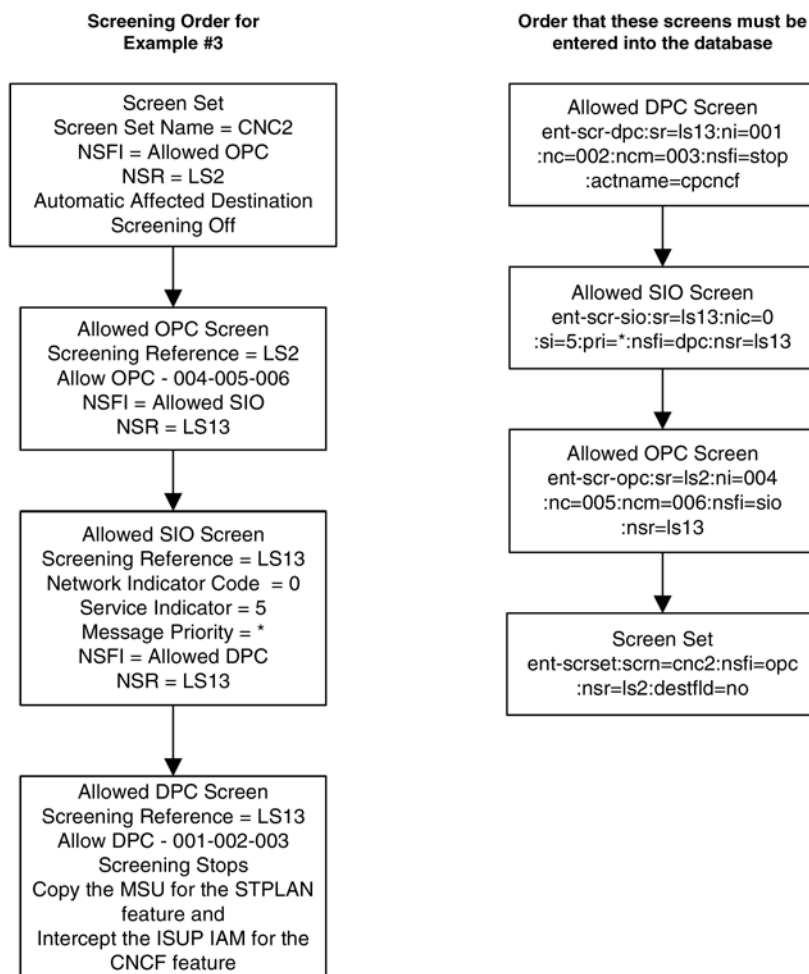 Screening Order for
Example #3
Screen Set
Screen Set Name = CNC2
NSFI = Allowed OPC
NSR = LS2
Automatic Affected Destination
Screening Off
Allowed OPC Screen
Screening Reference = LS2
Allow OPC - 004-005-006
NSFI = Allowed SIO
NSR = LS13
Allowed SIO Screen
Screening Reference = LS13
Network Indicator Code = 0
Service Indicator = 5
Message Priority = *
NSFI = Allowed DPC
NSR = LS13
Allowed DPC Screen
Screening Reference = LS13
Allow DPC - 001-002-003
Screening Stops
Copy the MSU for the STPLAN
feature and
Intercept the ISUP IAM for the
CNCF feature
Order that these screens must be
entered into the database
Allowed DPC Screen
ent-scr-dpc:sr=ls13:ni=001
:nc=002:ncm=003:nsfi=stop
:actname=cpcncf
Allowed SIO Screen
ent-scr-sio:sr=ls13:nic=0
:si=5:pri=*:nsfi=dpc:nsr=ls13
Allowed OPC Screen
ent-scr-opc:sr=ls2:ni=004
:nc=005:ncm=006:nsfi=sio
:nsr=ls13
Screen Set
ent-scrset:scrn=cnc2:nsfi=opc
:nsr=ls2:destfld=no